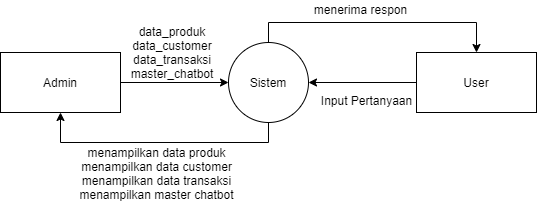 menerima respon
data_produk
data_customer
data_transaksi
master_chatbot
Admin
Sistem
User
Input Pertanyaan
menampilkan data produk
menampilkan data customer
menampilkan data transaksi
menampilkan master chatbot